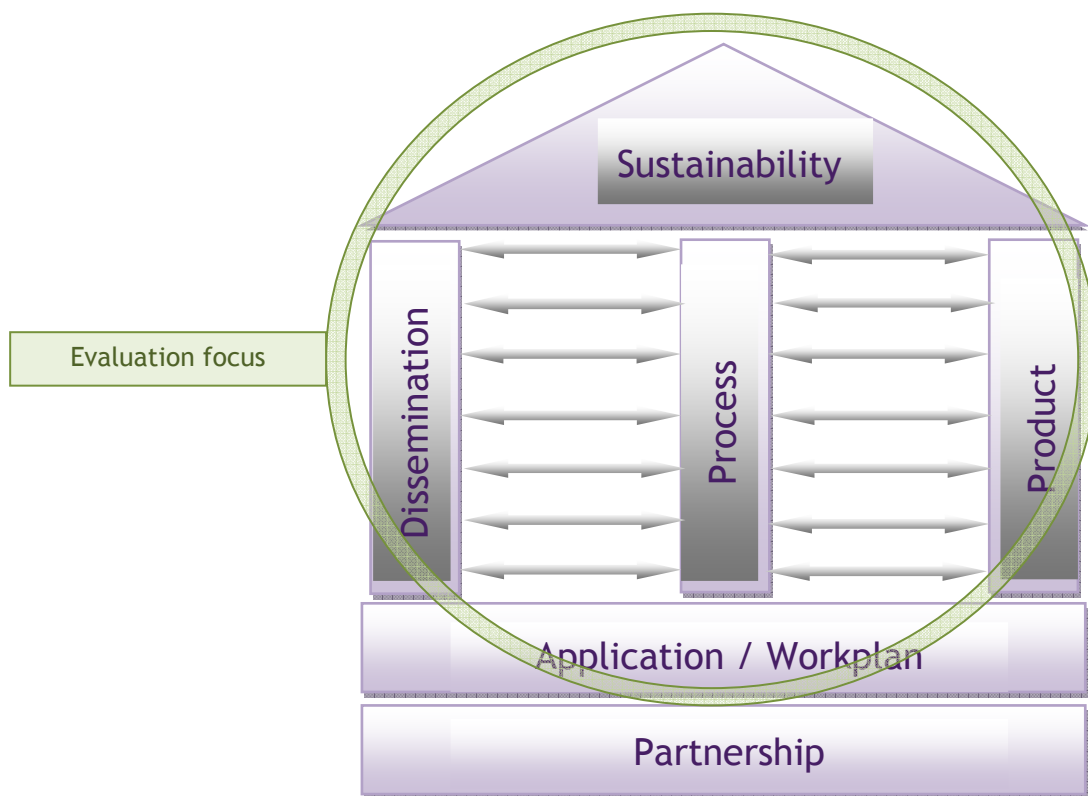 Sustainability
Evaluation focus
Dissemination
Process
Product
Application / Workplan
Partnership